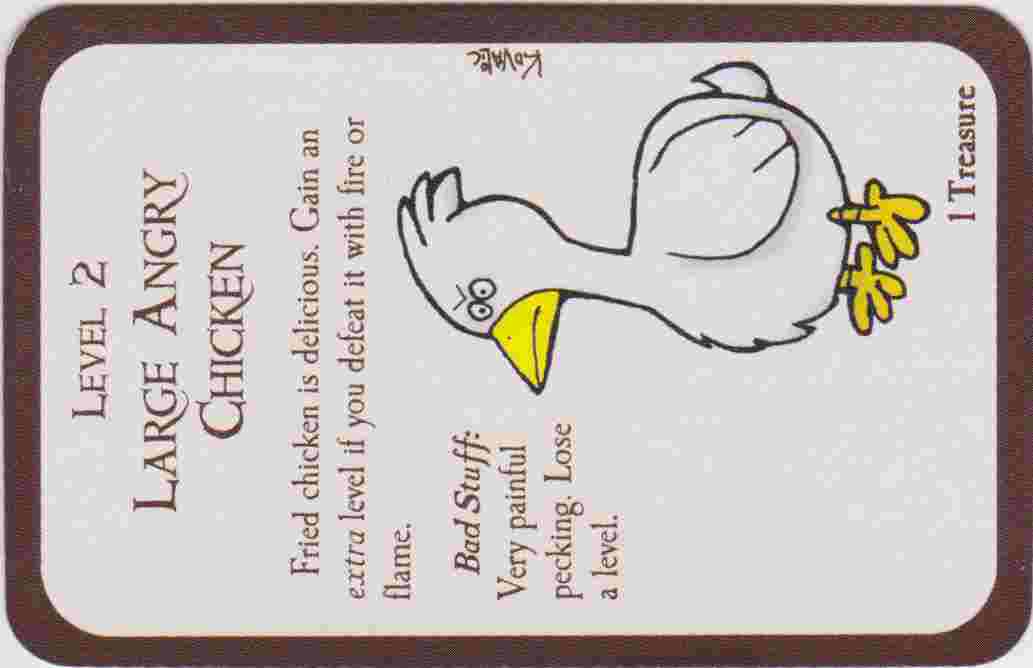 LEVEL 2
LARGE ANGRY
CHICKEN
Fried chicken is delicious. Gain an
extra level if you defeat it with fire or
flame.
Bad Stuff:
Very painful
pecking. Lose
a level.
KOVALIC
1 Treasure